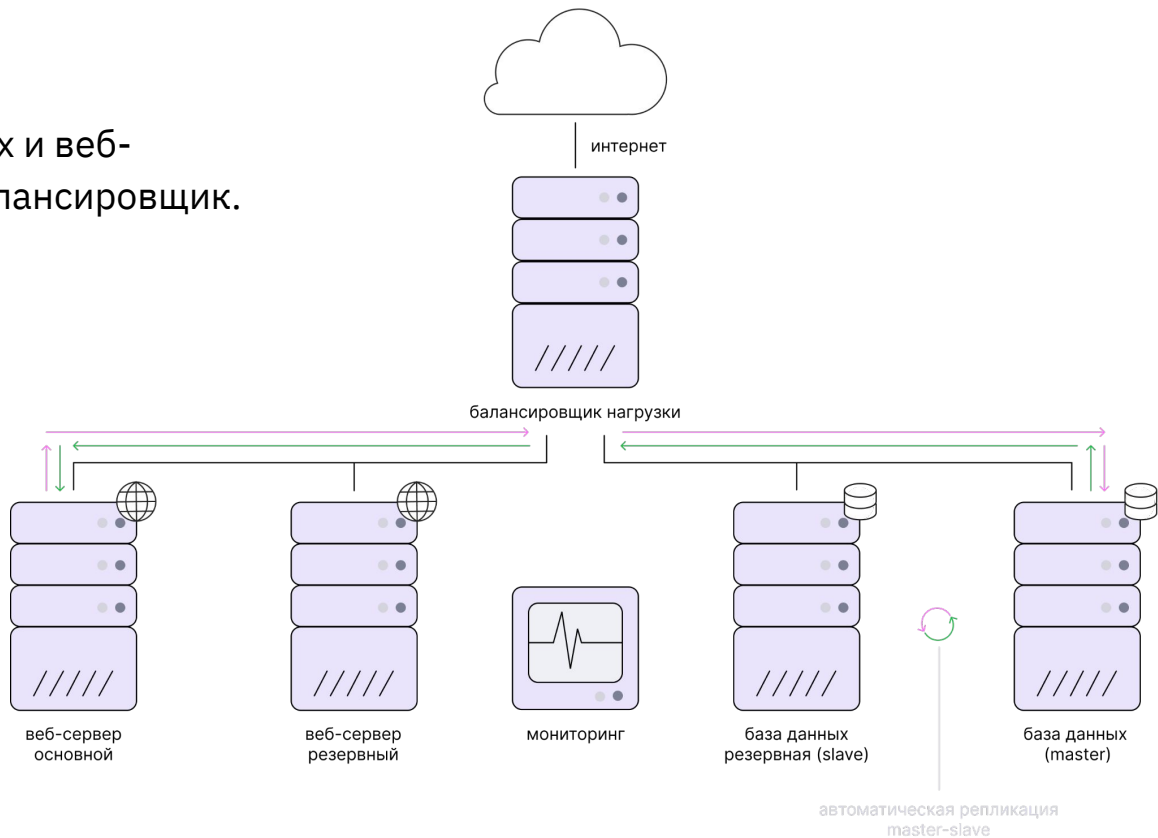 х и веб-
лансировщик.
интернет
балансировщик нагрузки
веб-сервер
основной
веб-сервер
резервный
мониторинг
база данных
резервная (slave)
база данных
(master)
автоматическая репликация
master-slave